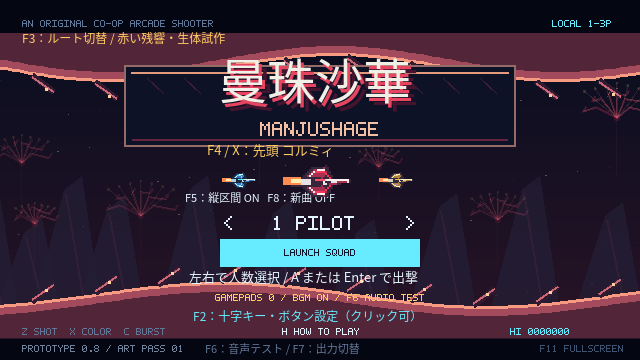 AN ORIGINAL CO-OP ARCADE SHOOTER
LOCAL 1-3P
F3：ルート切替 / 赤い残響・生体試作
曼珠沙華
MANJUSHAGE
F4 / X：先頭 コルミィ
F5：縦区間 ON F8：新曲 OFF
< 1 PILOT >
LAUNCH SQUAD
左右で人数選択 / A または Enter で出撃
GAMEPADS 0 / BGM ON / F6 AUDIO TEST
F2：十字キー・ボタン設定（クリック可）
Z SHOT X COLOR C BURST
H HOW TO PLAY
HI 0000000
PROTOTYPE 0.8 / ART PASS 01
F6：音声テスト / F7：出力切替
F11 FULLSCREEN